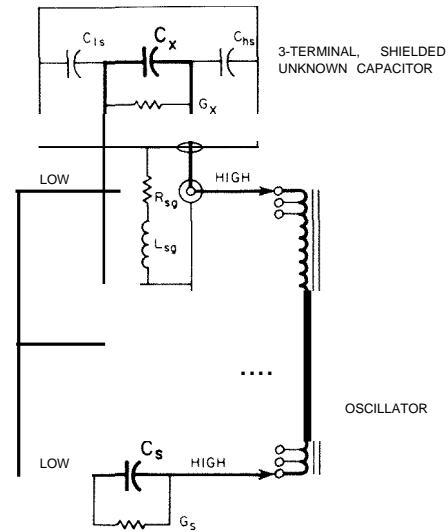 C_ls
C_x
C_hs
3-TERMINAL, SHIELDED
UNKNOWN CAPACITOR
G_x
LOW
HIGH
R_sg
L_sg
....
OSCILLATOR
C_s
LOW
HIGH
G_s